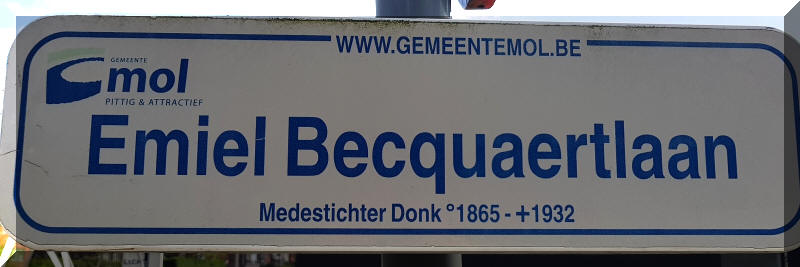 WWW.GEMEENTEMOL.BE
GEMEENTE
mol
PITTIG & ATTRACTIEF
Emiel Becquaertlaan
Medestichter Donk °1865 - +1932